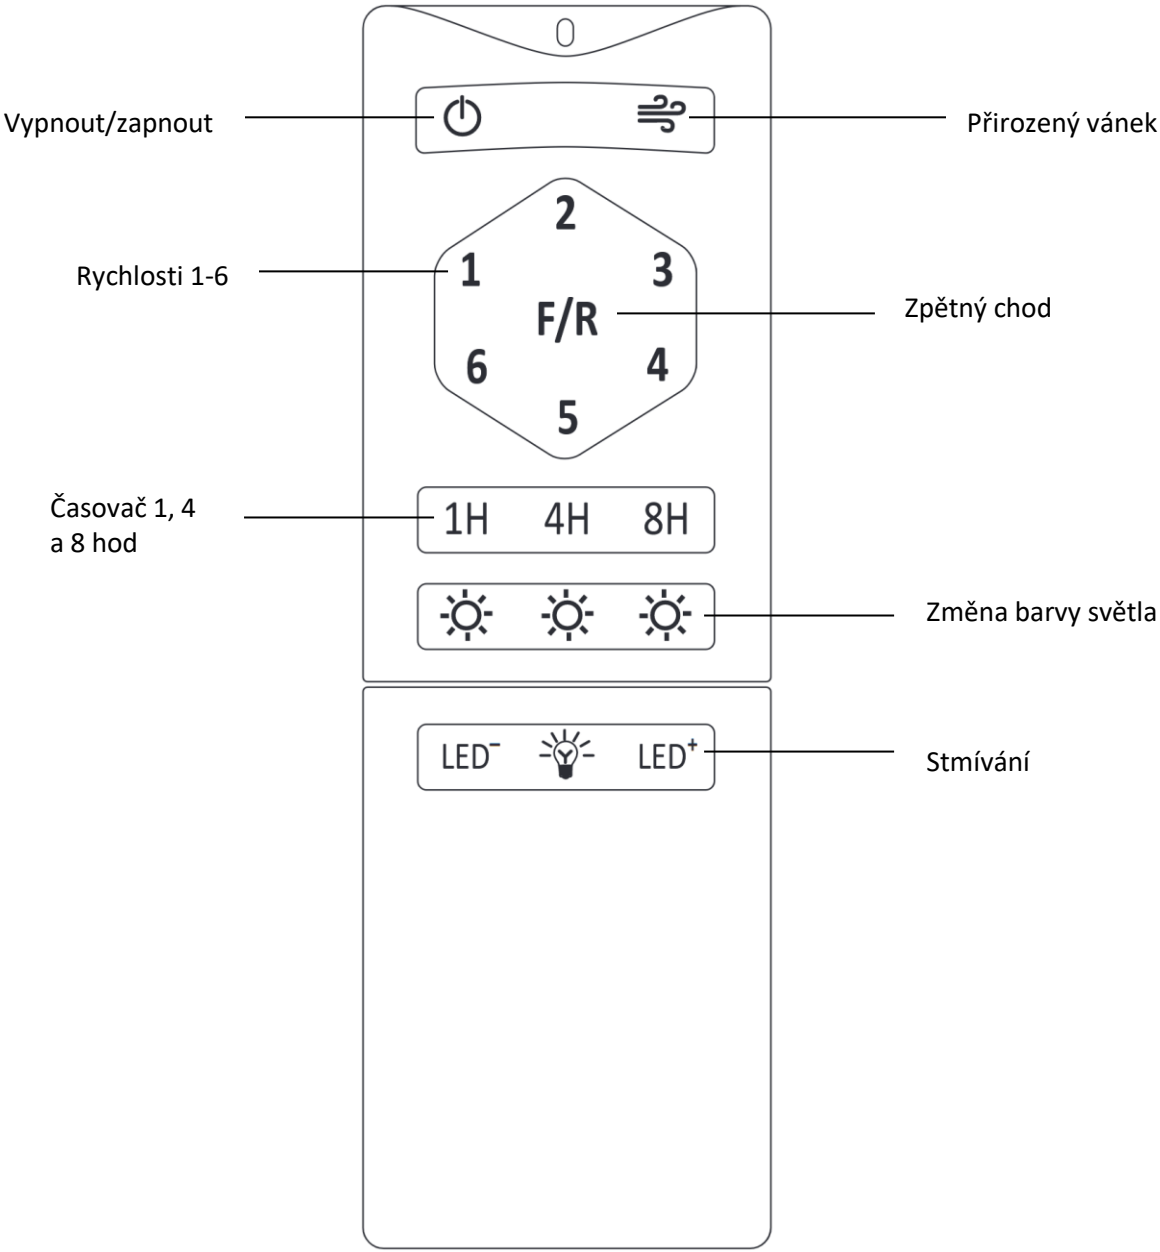 Vypnout/zapnout
Přirozený vánek
2
1 3
Rychlosti 1-6
F/R
Zpětný chod
6 4
5
Časovač 1, 4
a 8 hod
1H 4H 8H
Změna barvy světla
LED⁻ LED⁺
Stmívání